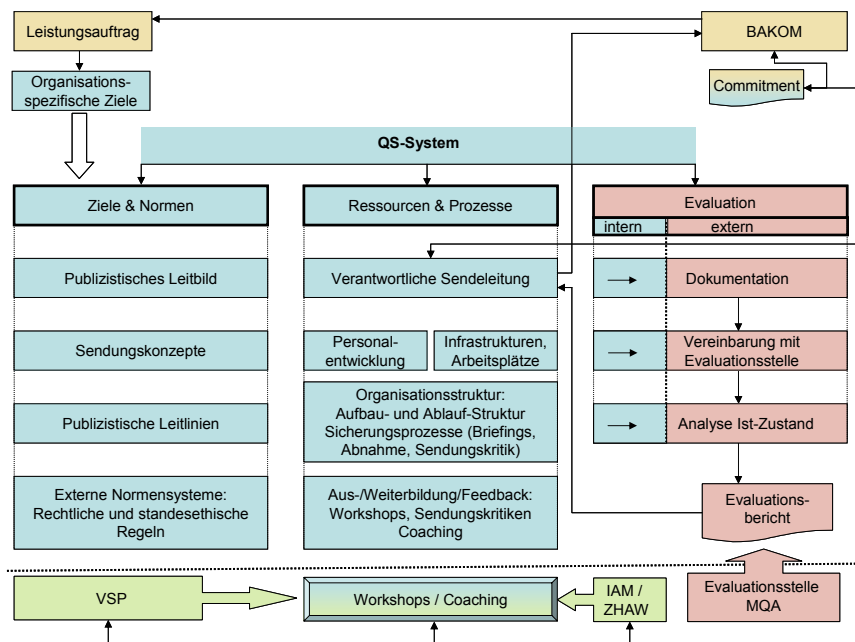 Leistungsauftrag
BAKOM
Organisations-
spezifische Ziele
Commitment
QS-System
Ziele & Normen
Ressourcen & Prozesse
Evaluation
intern
extern
Publizistisches Leitbild
Verantwortliche Sendeleitung
Dokumentation
Sendungskonzepte
Personal-
entwicklung
Infrastrukturen,
Arbeitsplätze
Vereinbarung mit
Evaluationsstelle
Publizistische Leitlinien
Organisationsstruktur:
Aufbau- und Ablauf-Struktur
Sicherungsprozesse (Briefings,
Abnahme, Sendungskritik)
Analyse Ist-Zustand
Externe Normensysteme:
Rechtliche und standesethische
Regeln
Aus-/Weiterbildung/Feedback:
Workshops, Sendungskritiken
Coaching
Evaluations-
bericht
VSP
Workshops / Coaching
IAM /
ZHAW
Evaluationsstelle
MQA